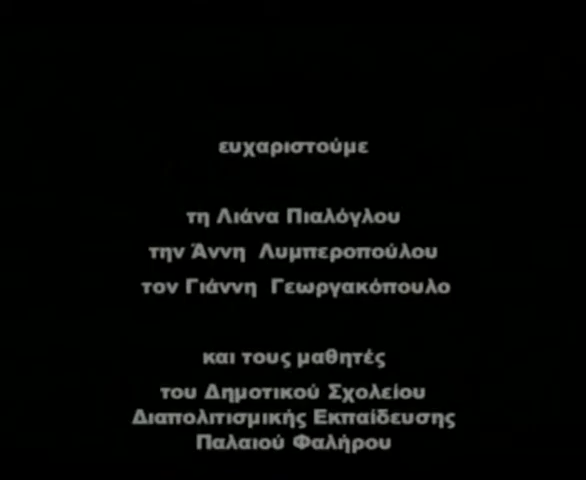 ευχαριστούμε
τη Λιάνα Πιαλόγλου
την Άννη Λυμπεροπούλου
τον Γιάννη Γεωργακόπουλο
και τους μαθητές
του Δημοτικού Σχολείου
Διαπολιτισμικής Εκπαίδευσης
Παλαιού Φαλήρου